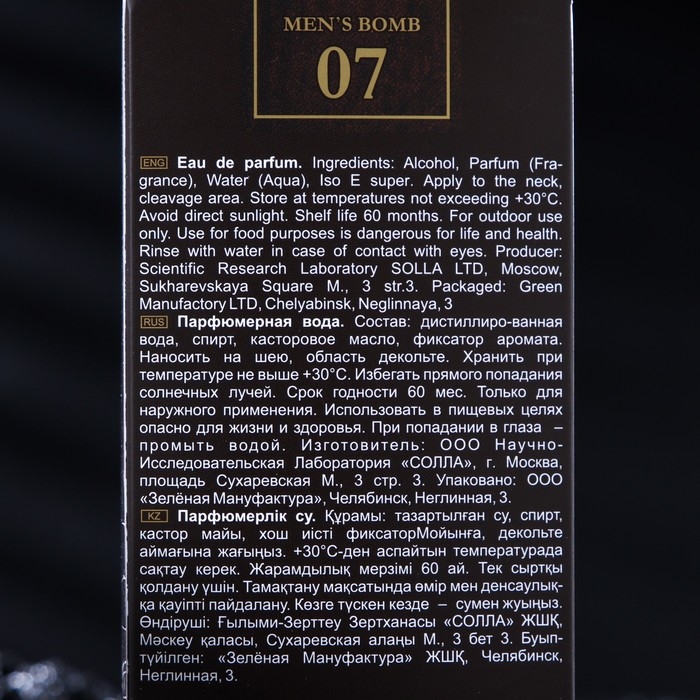 MEN'S BOMB
07
ENG Eau de parfum. Ingredients: Alcohol, Parfum (Fra-
grance), Water (Aqua), Iso E super. Apply to the neck,
cleavage area. Store at temperatures not exceeding +30°C.
Avoid direct sunlight. Shelf life 60 months. For outdoor use
only. Use for food purposes is dangerous for life and health.
Rinse with water in case of contact with eyes. Producer:
Scientific Research Laboratory SOLLA LTD, Moscow,
Sukharevskaya Square M., 3 str.3. Packaged: Green
Manufactory LTD, Chelyabinsk, Neglinnaya, 3
RUS Парфюмерная вода. Состав: дистиллиро-ванная
вода, спирт, касторовое масло, фиксатор аромата.
Наносить на шею, область декольте. Хранить при
температуре не выше +30°С. Избегать прямого попадания
солнечных лучей. Срок годности 60 мес. Только для
наружного применения. Использовать в пищевых целях
опасно для жизни и здоровья. При попадании в глаза –
промыть водой. Изготовитель: ООО Научно-
Исследовательская Лаборатория «СОЛЛА», г. Москва,
площадь Сухаревская М., 3 стр. 3. Упаковано: ООО
«Зелёная Мануфактура», Челябинск, Неглинная, 3.
KZ Парфюмерлік су. Құрамы: тазартылған су, спирт,
кастор майы, хош иісті фиксаторМойынға, декольте
аймағына жағыңыз. +30°С-ден аспайтын температурада
сақтау керек. Жарамдылық мерзімі 60 ай. Тек сыртқы
қолдану үшін. Тамақтану мақсатында өмір мен денсаулық-
қа қауіпті пайдалану. Көзге түскен кезде – сумен жуыңыз.
Өндіруші: Ғылыми-Зерттеу Зертханасы «СОЛЛА» ЖШҚ,
Мәскеу қаласы, Сухаревская алаңы М., 3 бет 3. Буып-
түйілген: «Зелёная Мануфактура» ЖШҚ, Челябинск,
Неглинная, 3.